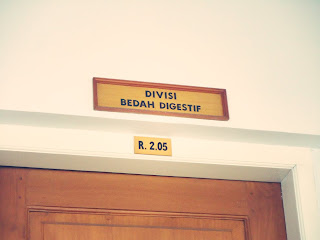 DIVISI
BEDAH DIGESTIF
R. 2.05